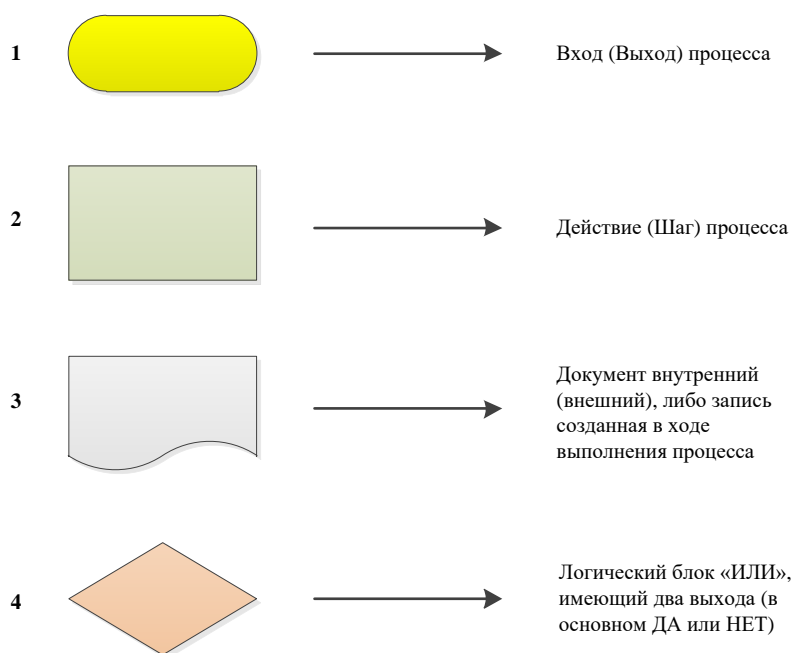 1
Вход (Выход) процесса
2
Действие (Шаг) процесса
3
Документ внутренний
(внешний), либо запись
созданная в ходе
выполнения процесса
4
Логический блок «ИЛИ»,
имеющий два выхода (в
основном ДА или НЕТ)